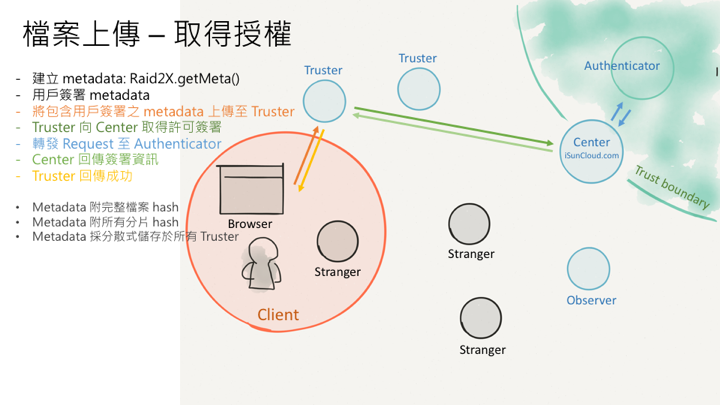 檔案上傳 – 取得授權
- 建立 metadata: Raid2X.getMeta()
- 用戶簽署 metadata
- 將包含用戶簽署之 metadata 上傳至 Truster
- Truster 向 Center 取得許可簽署
- 轉發 Request 至 Authenticator
- Center 回傳簽署資訊
- Truster 回傳成功
• Metadata 附完整檔案 hash
• Metadata 附所有分片 hash
• Metadata 採分散式儲存於所有 Truster
Truster
Truster
Authenticator
Center
iSunCloud.com
Trust boundary
Browser
Stranger
Client
Stranger
Stranger
Observer